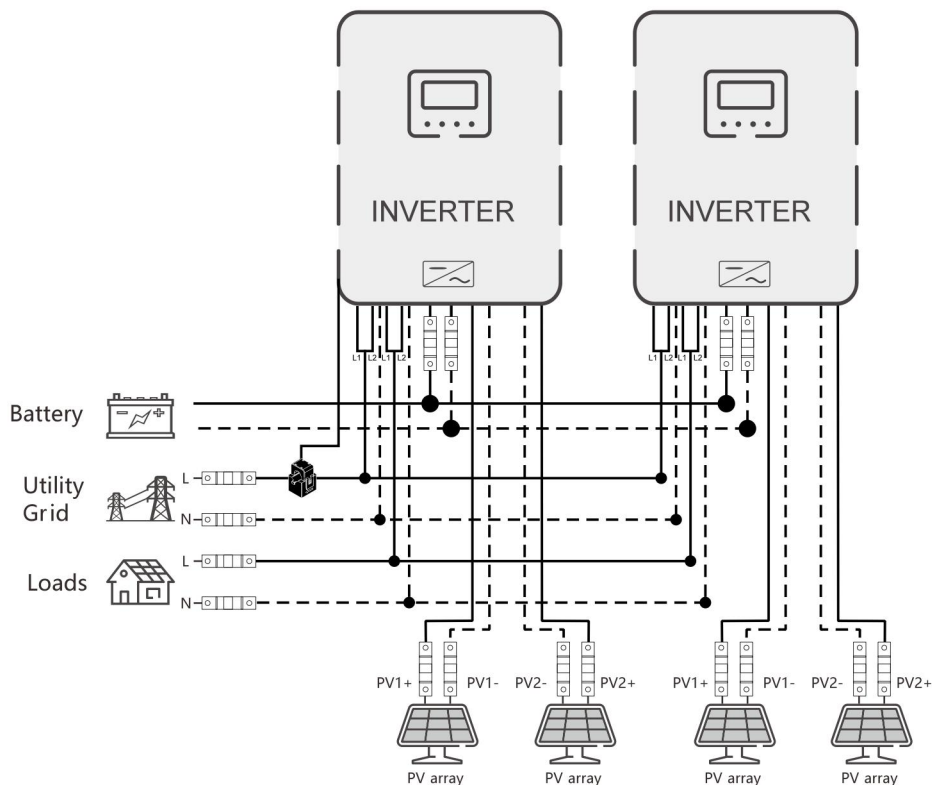 INVERTER
INVERTER
L1 L2 L1 L2
L1 L2 L1 L2
Battery
Utility
Grid
L
N
Loads
L
N
PV1+ PV1- PV2- PV2+
PV1+ PV1- PV2- PV2+
PV array
PV array
PV array
PV array